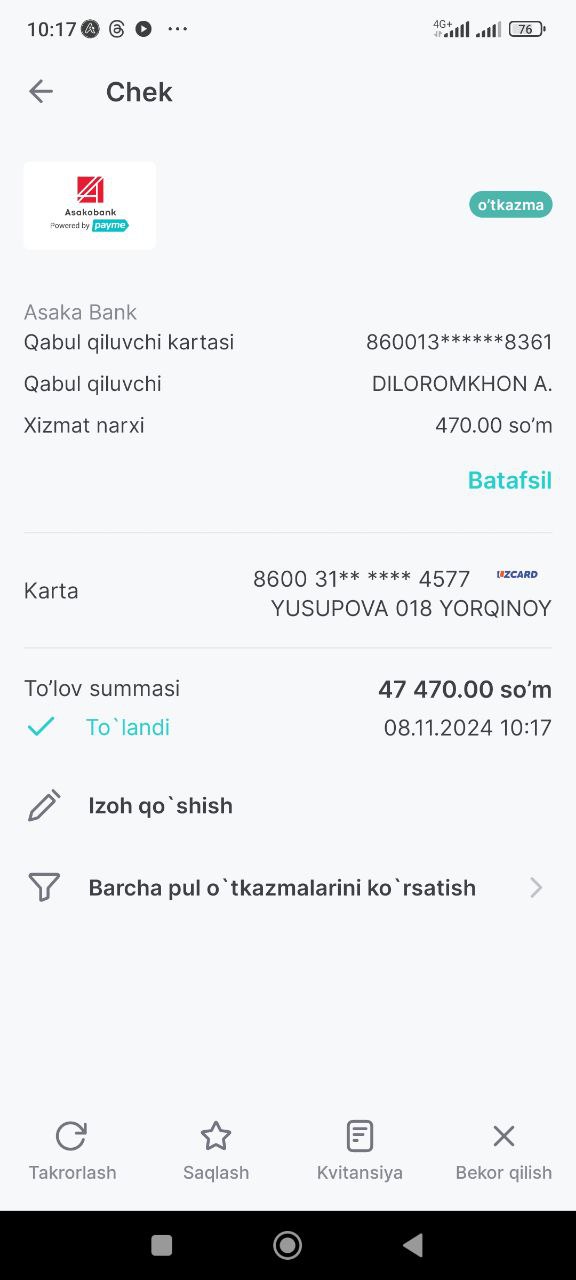 10:17
4G+
76
Chek
Asakabank
Powered by payme
o'tkazma
Asaka Bank
Qabul qiluvchi kartasi 860013******8361
Qabul qiluvchi DILOROMKHON A.
Xizmat narxi 470.00 so'm
Batafsil
8600 31** **** 4577 UZCARD
Karta
YUSUPOVA 018 YORQINOY
To'lov summasi 47 470.00 so'm
To`landi 08.11.2024 10:17
Izoh qo`shish
Barcha pul o`tkazmalarini ko`rsatish
Takrorlash Saqlash Kvitansiya Bekor qilish